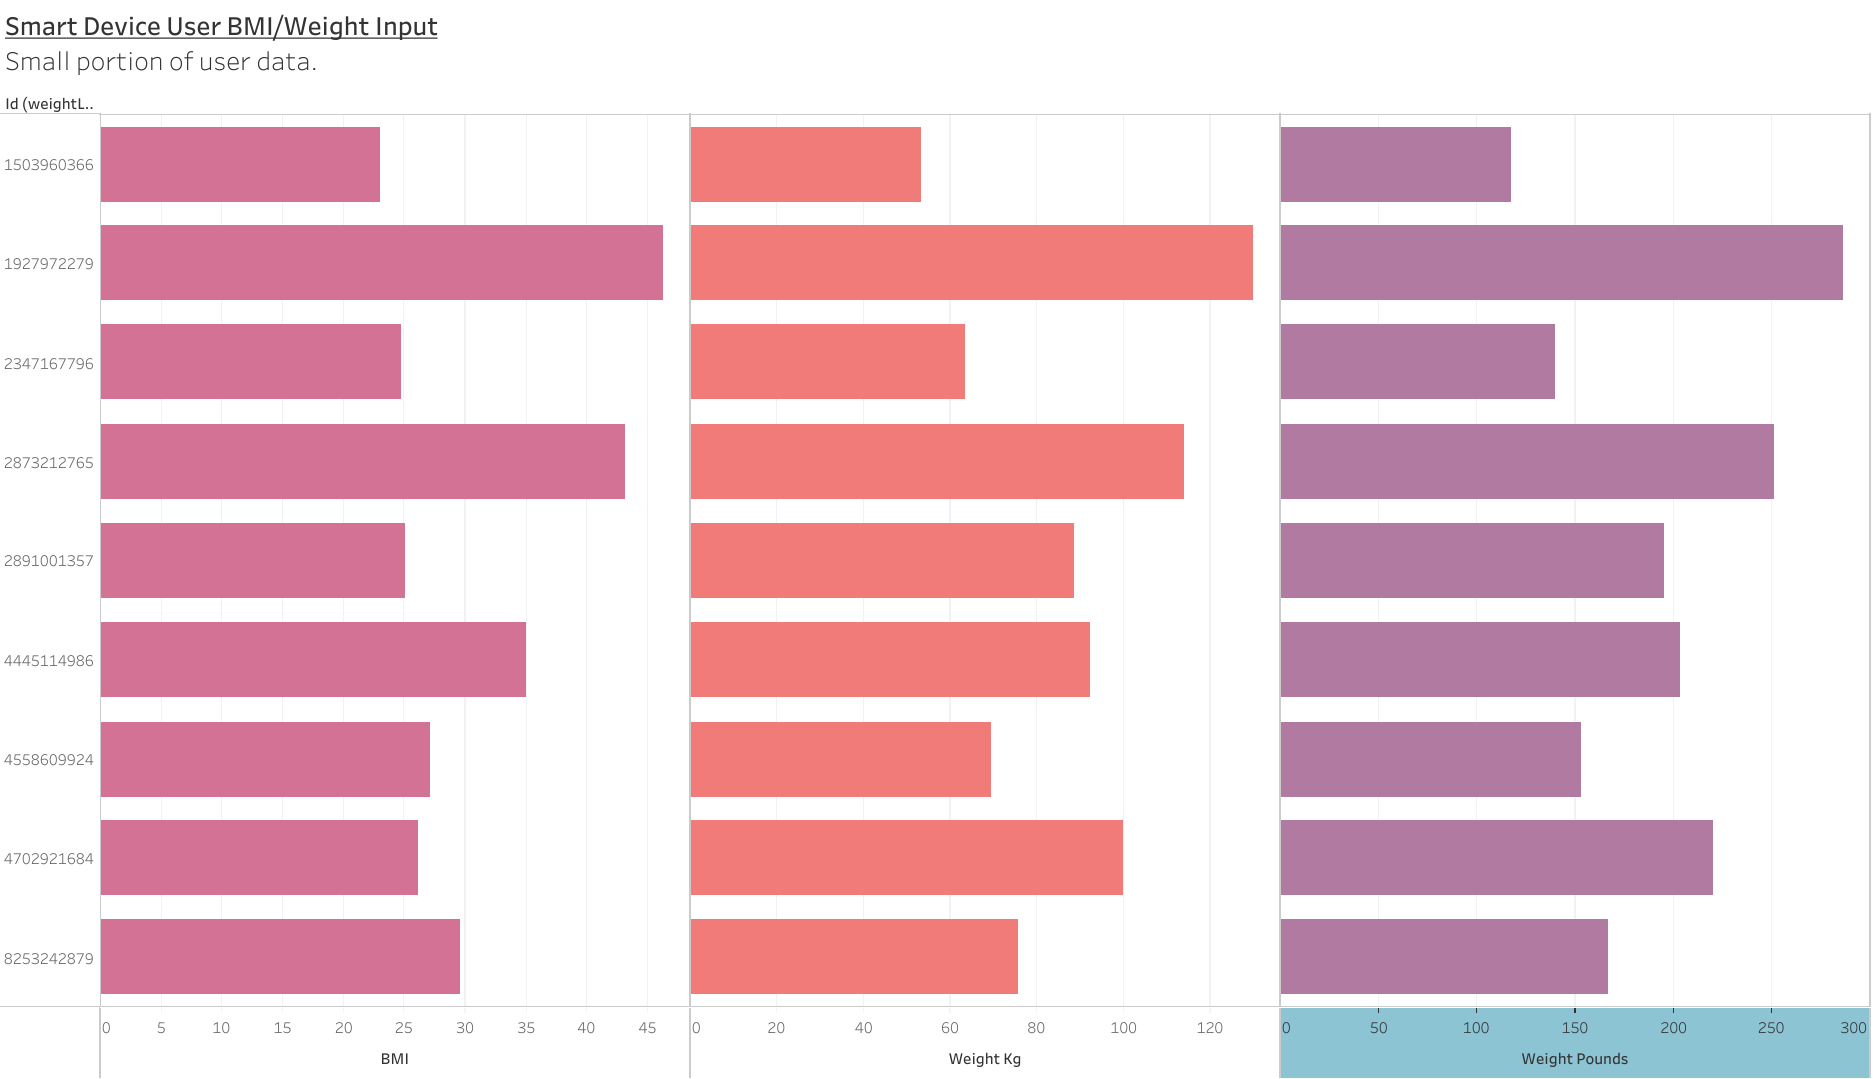 Smart Device User BMI/Weight Input
Small portion of user data.
Id (weightL..
1503960366
1927972279
2347167796
2873212765
2891001357
4445114986
4558609924
4702921684
8253242879
0 5 10 15 20 25 30 35 40 45 0 20 40 60 80 100 120 0 50 100 150 200 250 300
BMI Weight Kg Weight Pounds